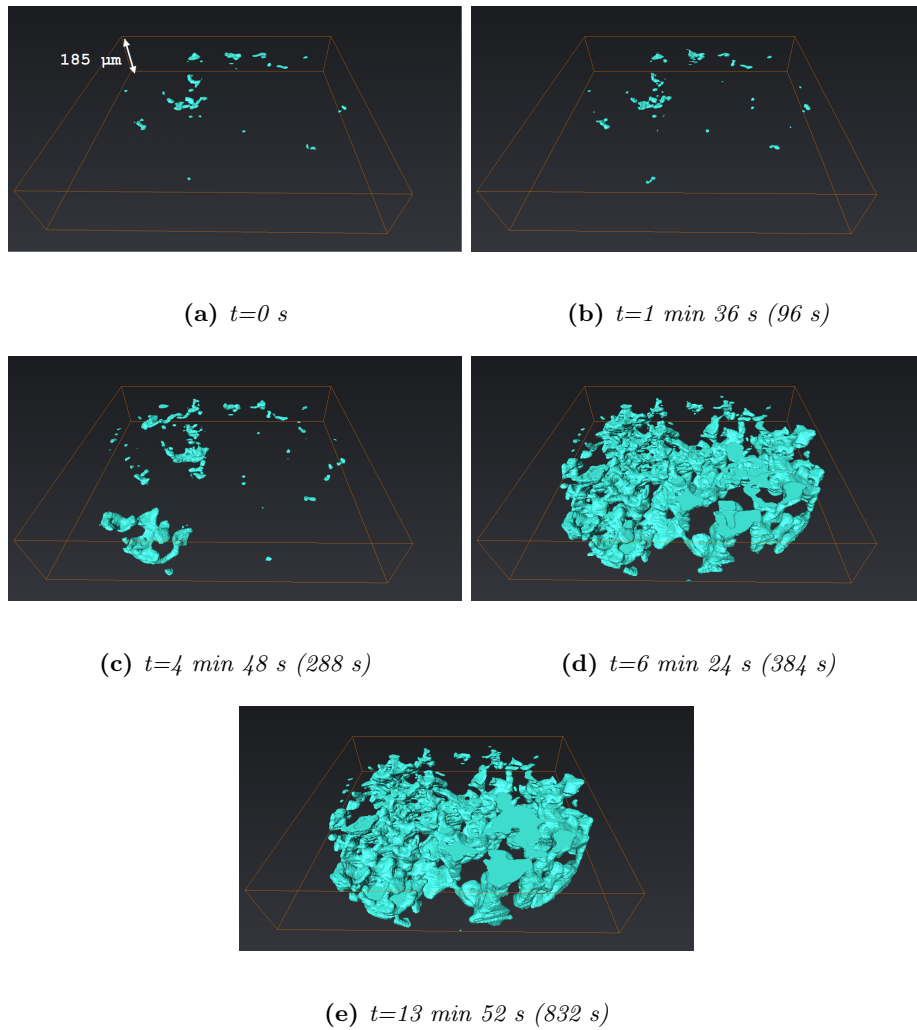 185 µm
(a) t=0 s
(b) t=1 min 36 s (96 s)
(c) t=4 min 48 s (288 s)
(d) t=6 min 24 s (384 s)
(e) t=13 min 52 s (832 s)